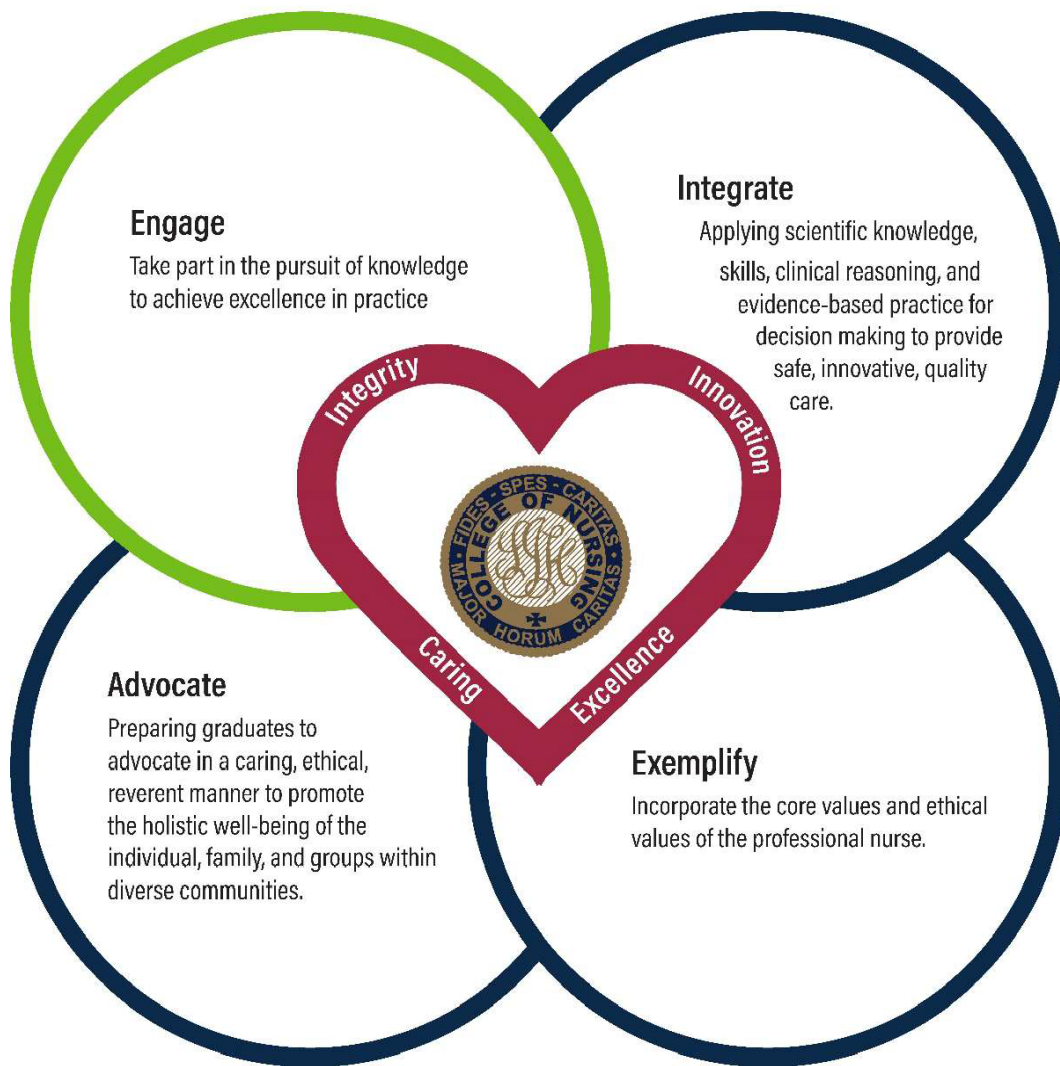 Engage
Take part in the pursuit of knowledge
to achieve excellence in practice
Integrate
Applying scientific knowledge,
skills, clinical reasoning, and
evidence-based practice for
decision making to provide
safe, innovative, quality
care.
Integrity
Innovation
FIDES - SPES - CARITAS
COLLEGE OF NURSING
MAJOR HORUM CARITAS
Caring
Excellence
Advocate
Preparing graduates to
advocate in a caring, ethical,
reverent manner to promote
the holistic well-being of the
individual, family, and groups within
diverse communities.
Exemplify
Incorporate the core values and ethical
values of the professional nurse.